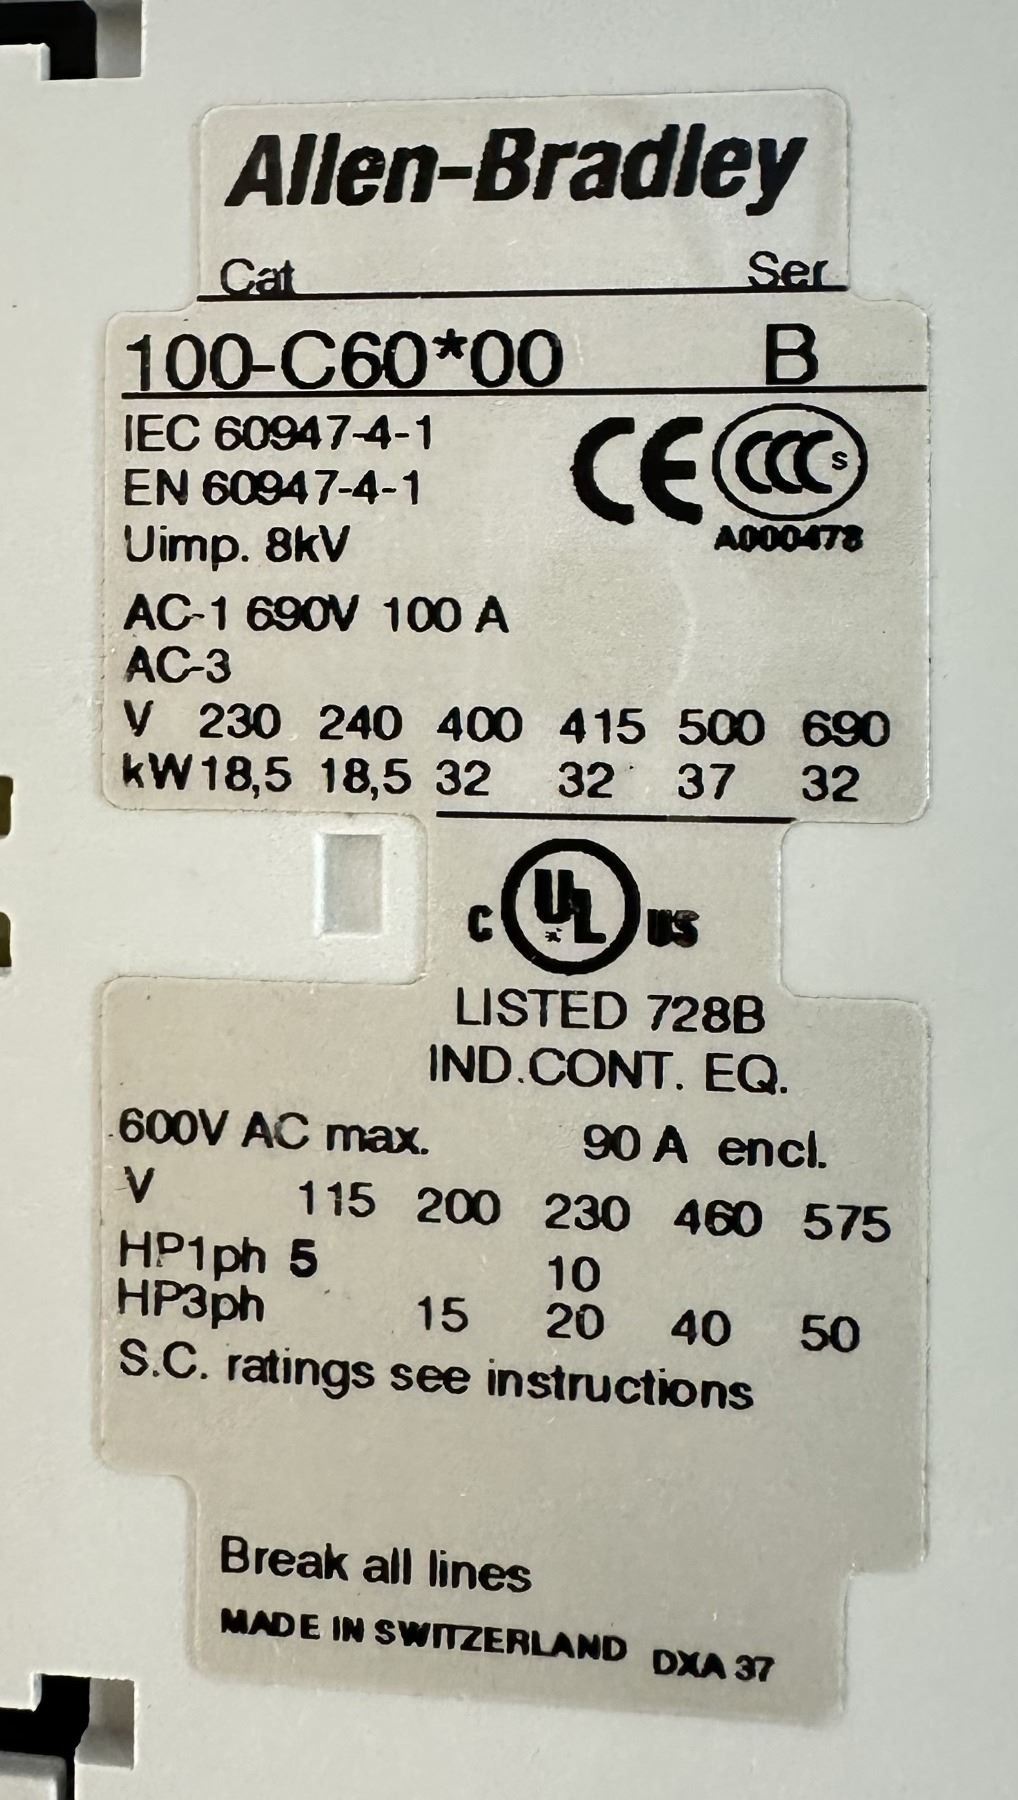 Allen-Bradley
Cat Ser
100-C60*00 B
IEC 60947-4-1
EN 60947-4-1
CE CCC S
Uimp. 8kV
A000478
AC-1 690V 100 A
AC-3
V 230 240 400 415 500 690
kW 18,5 18,5 32 32 37 32
C UL US
LISTED 728B
IND.CONT. EQ.
600V AC max. 90 A encl.
V 115 200 230 460 575
HP1ph 5 10
HP3ph 15 20 40 50
S.C. ratings see instructions
Break all lines
MADE IN SWITZERLAND DXA 37